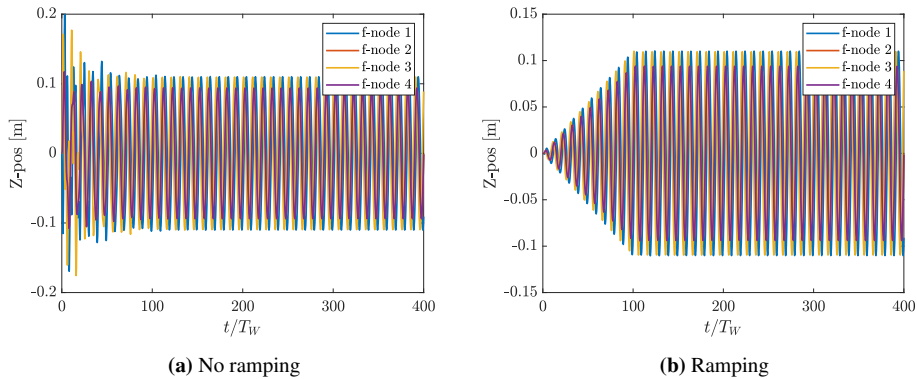 0.2
0.1
0
-0.1
-0.2
Z-pos [m]
0
100
200
300
400
t/T_W
f-node 1
f-node 2
f-node 3
f-node 4
(a) No ramping
0.15
0.1
0.05
0
-0.05
-0.1
-0.15
Z-pos [m]
0
100
200
300
400
t/T_W
f-node 1
f-node 2
f-node 3
f-node 4
(b) Ramping